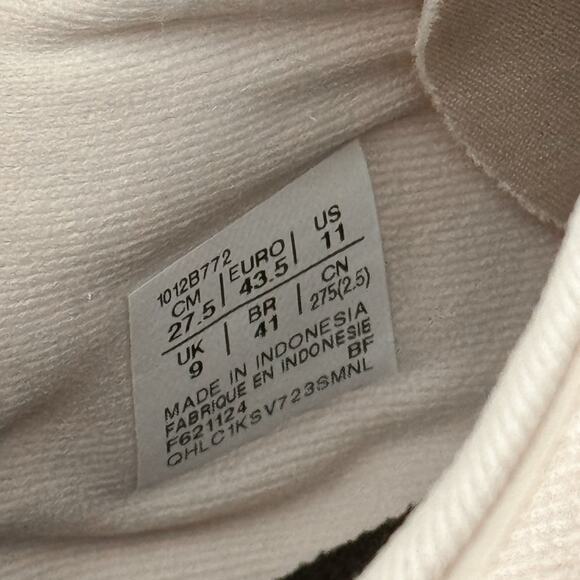 1012B772
CM | EURO | US
27.5 | 43.5 | 11
UK | BR | CN
9 | 41 | 275(2.5)
MADE IN INDONESIA
FABRIQUE EN INDONESIE
F621124 BF
QHLC1KSV723SMNL